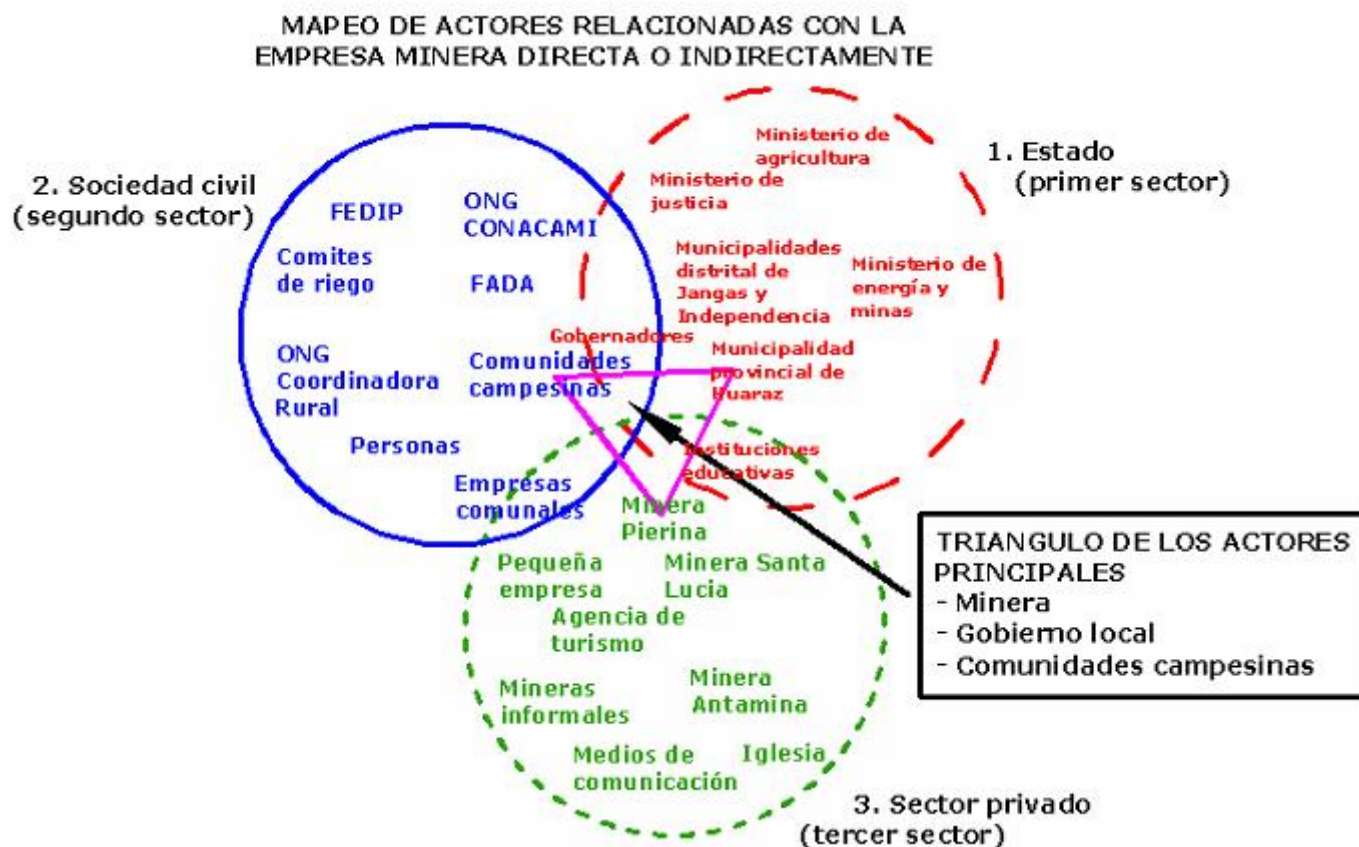 MAPEO DE ACTORES RELACIONADAS CON LA
EMPRESA MINERA DIRECTA O INDIRECTAMENTE
1. Estado
(primer sector)
Ministerio de
agricultura
Ministerio de
justicia
Municipalidades
distrital de
Jangas y
Independencia
Ministerio de
energía y
minas
Gobernadores
Municipalidad
provincial de
Huaraz
Instituciones
educativas
2. Sociedad civil
(segundo sector)
FEDIP
ONG
CONACAMI
Comites
de riego
FADA
ONG
Coordinadora
Rural
Comunidades
campesinas
Personas
Empresas
comunales
Minera
Pierina
Pequeña
empresa
Minera Santa
Lucia
Agencia de
turismo
Mineras
informales
Minera
Antamina
Medios de
comunicación
Iglesia
3. Sector privado
(tercer sector)
TRIANGULO DE LOS ACTORES
PRINCIPALES
- Minera
- Gobierno local
- Comunidades campesinas